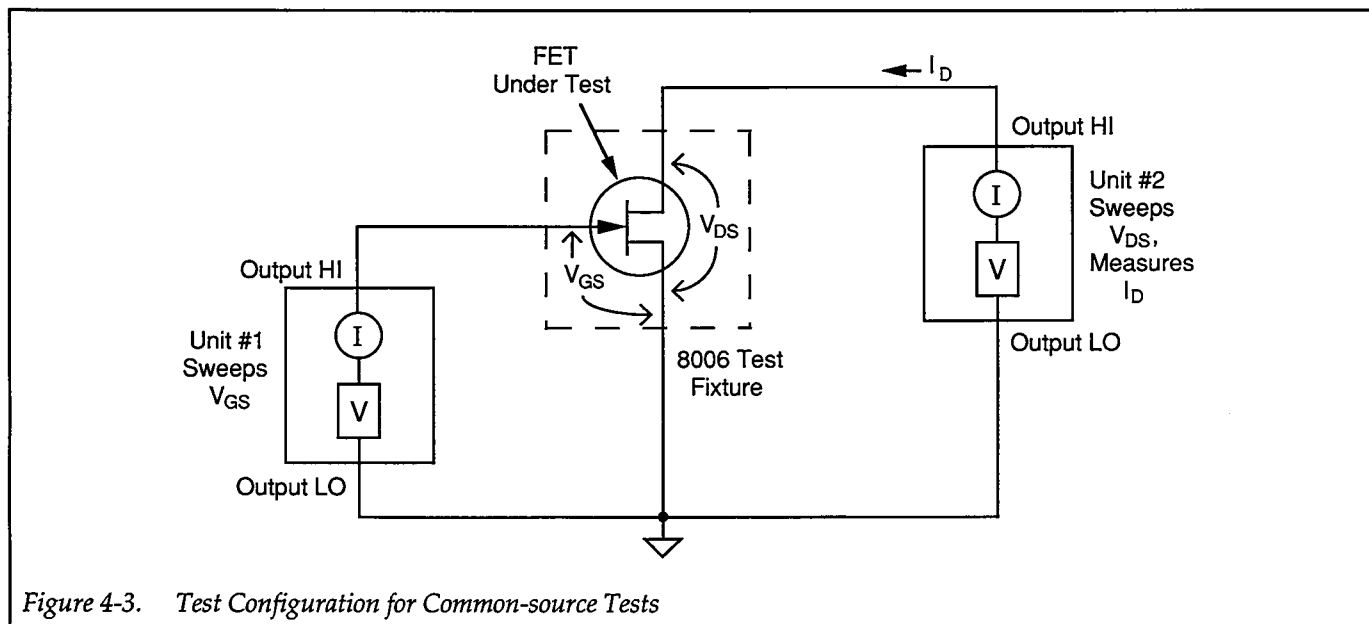 FET
Under Test
I_D
Output HI
Unit #2
Sweeps
V_DS,
Measures
I_D
I
V
Output LO
V_DS
V_GS
8006 Test
Fixture
Output HI
Unit #1
Sweeps
V_GS
I
V
Output LO
Figure 4-3. Test Configuration for Common-source Tests